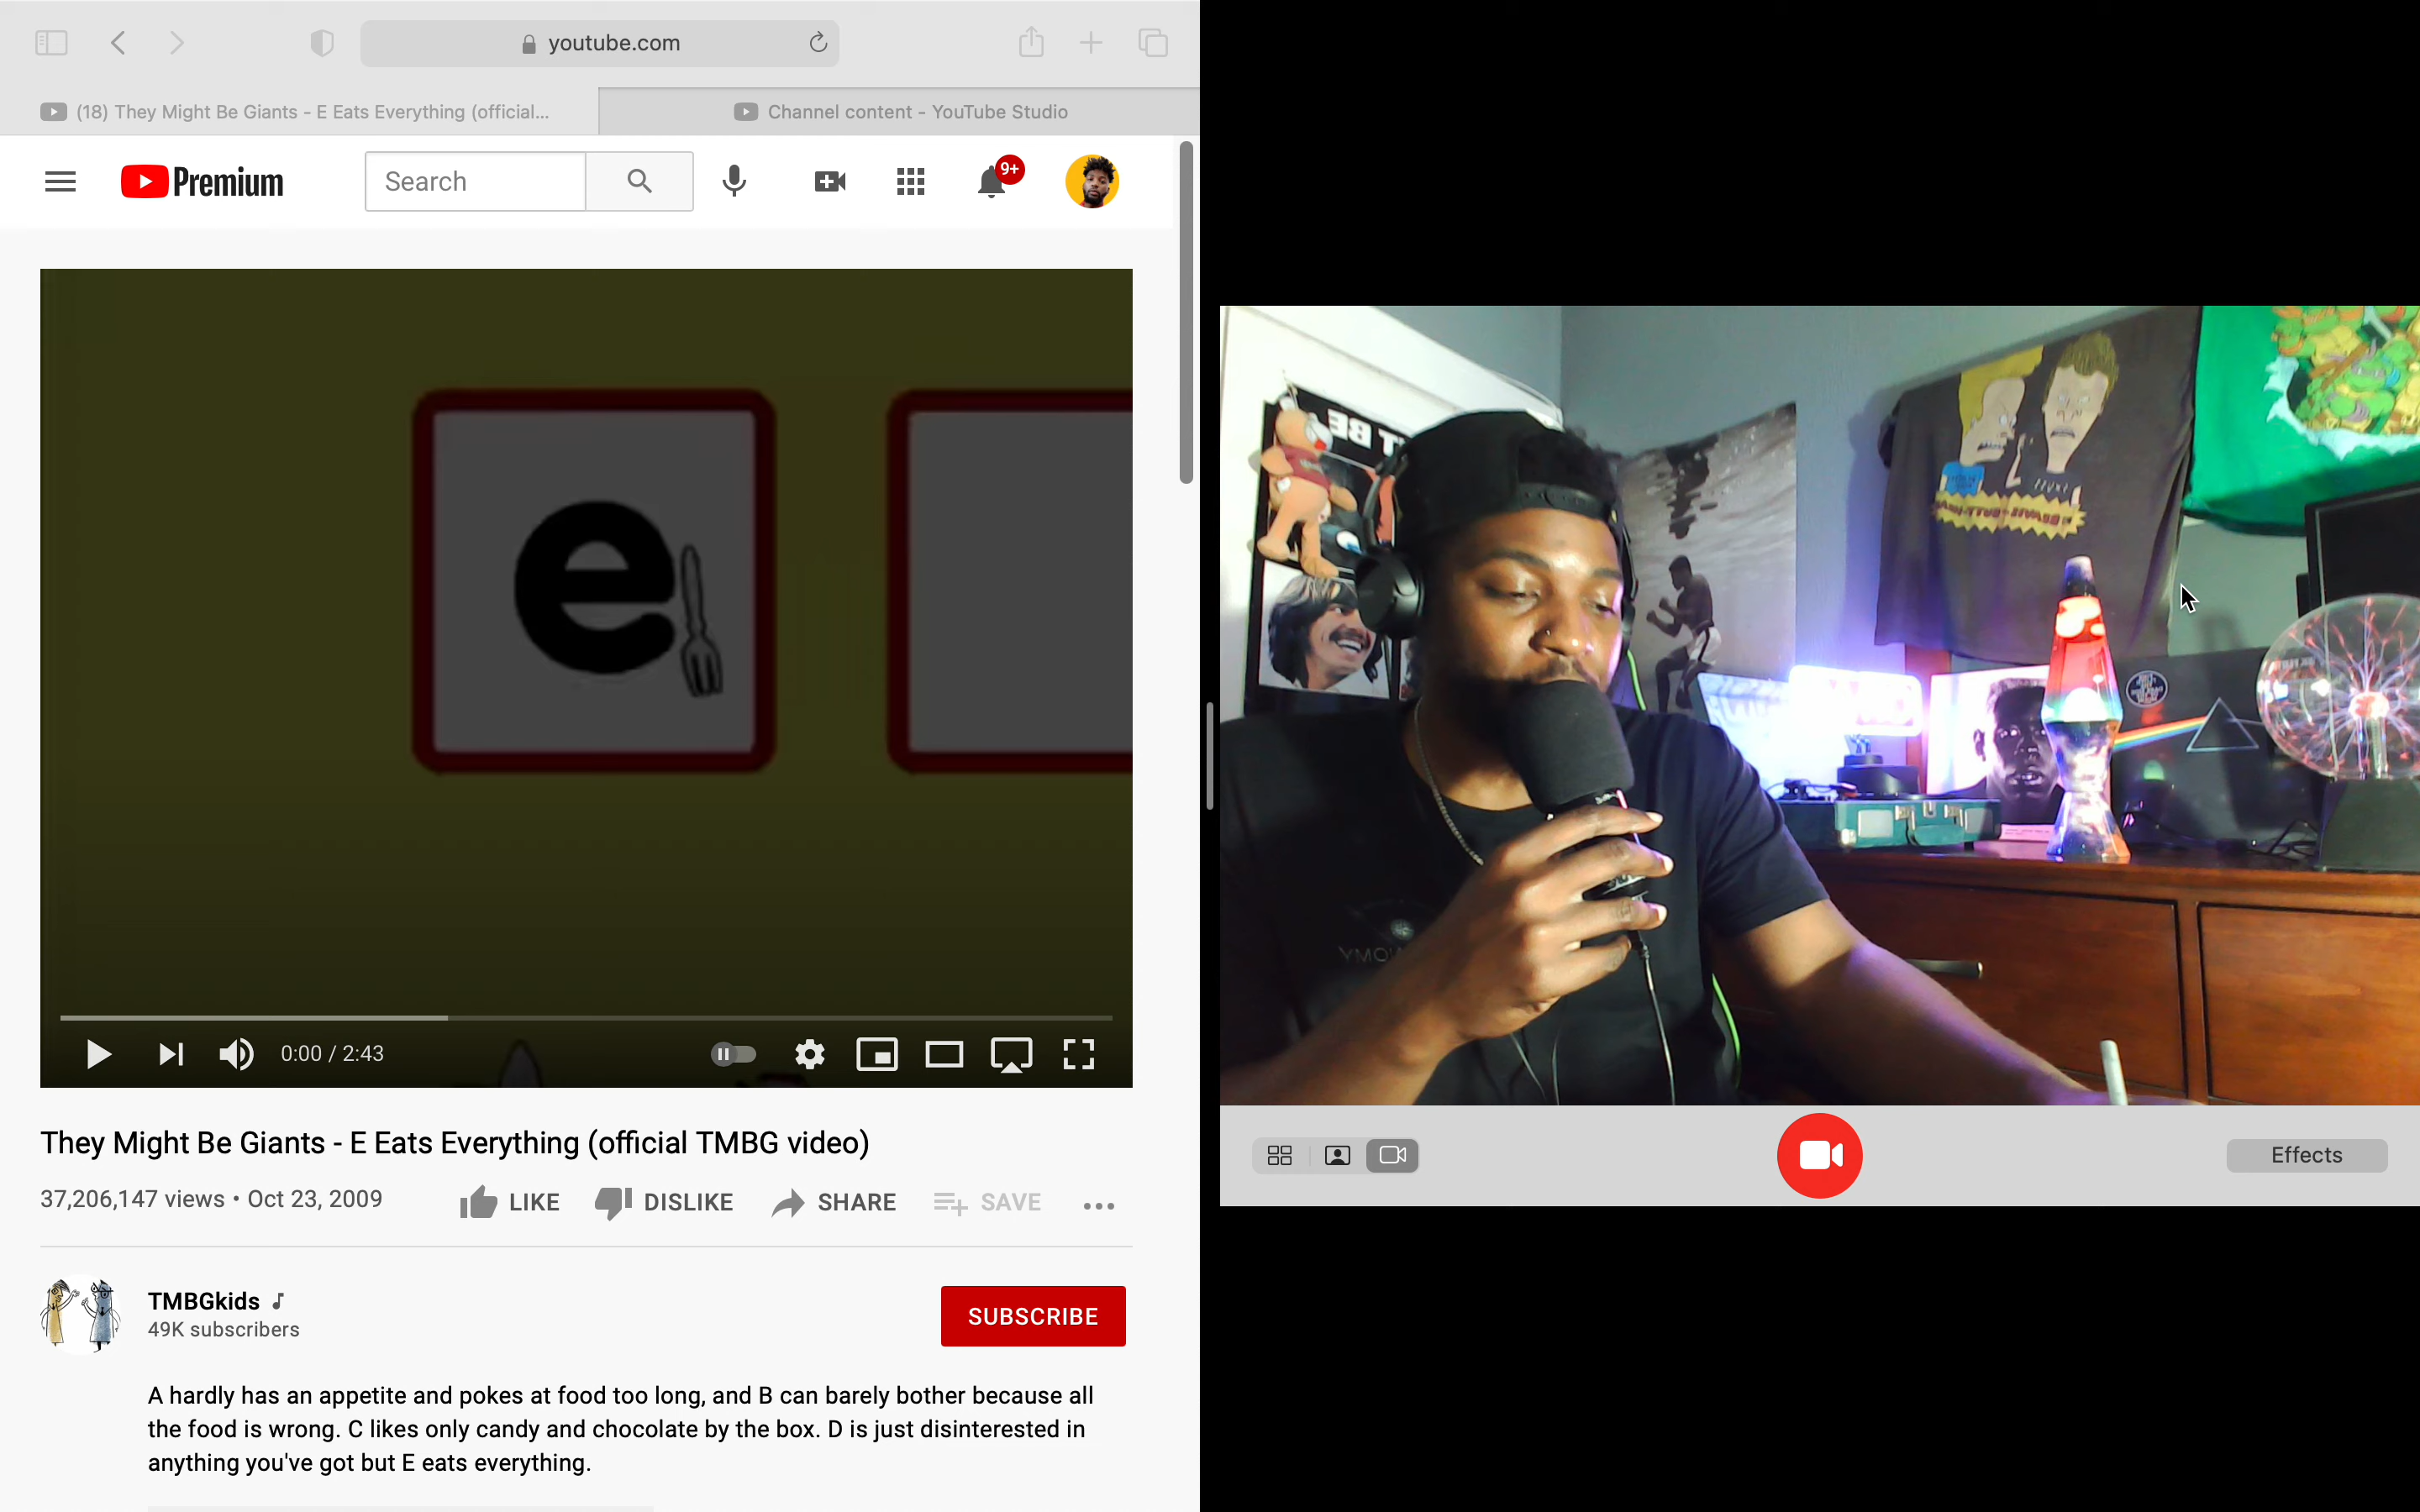 youtube.com
(18) They Might Be Giants - E Eats Everything (official...
Channel content - YouTube Studio
Premium
Search
9+
e
0:00 / 2:43
They Might Be Giants - E Eats Everything (official TMBG video)
37,206,147 views • Oct 23, 2009
LIKE
DISLIKE
SHARE
SAVE
TMBGkids
49K subscribers
SUBSCRIBE
A hardly has an appetite and pokes at food too long, and B can barely bother because all
the food is wrong. C likes only candy and chocolate by the box. D is just disinterested in
anything you've got but E eats everything.
Effects